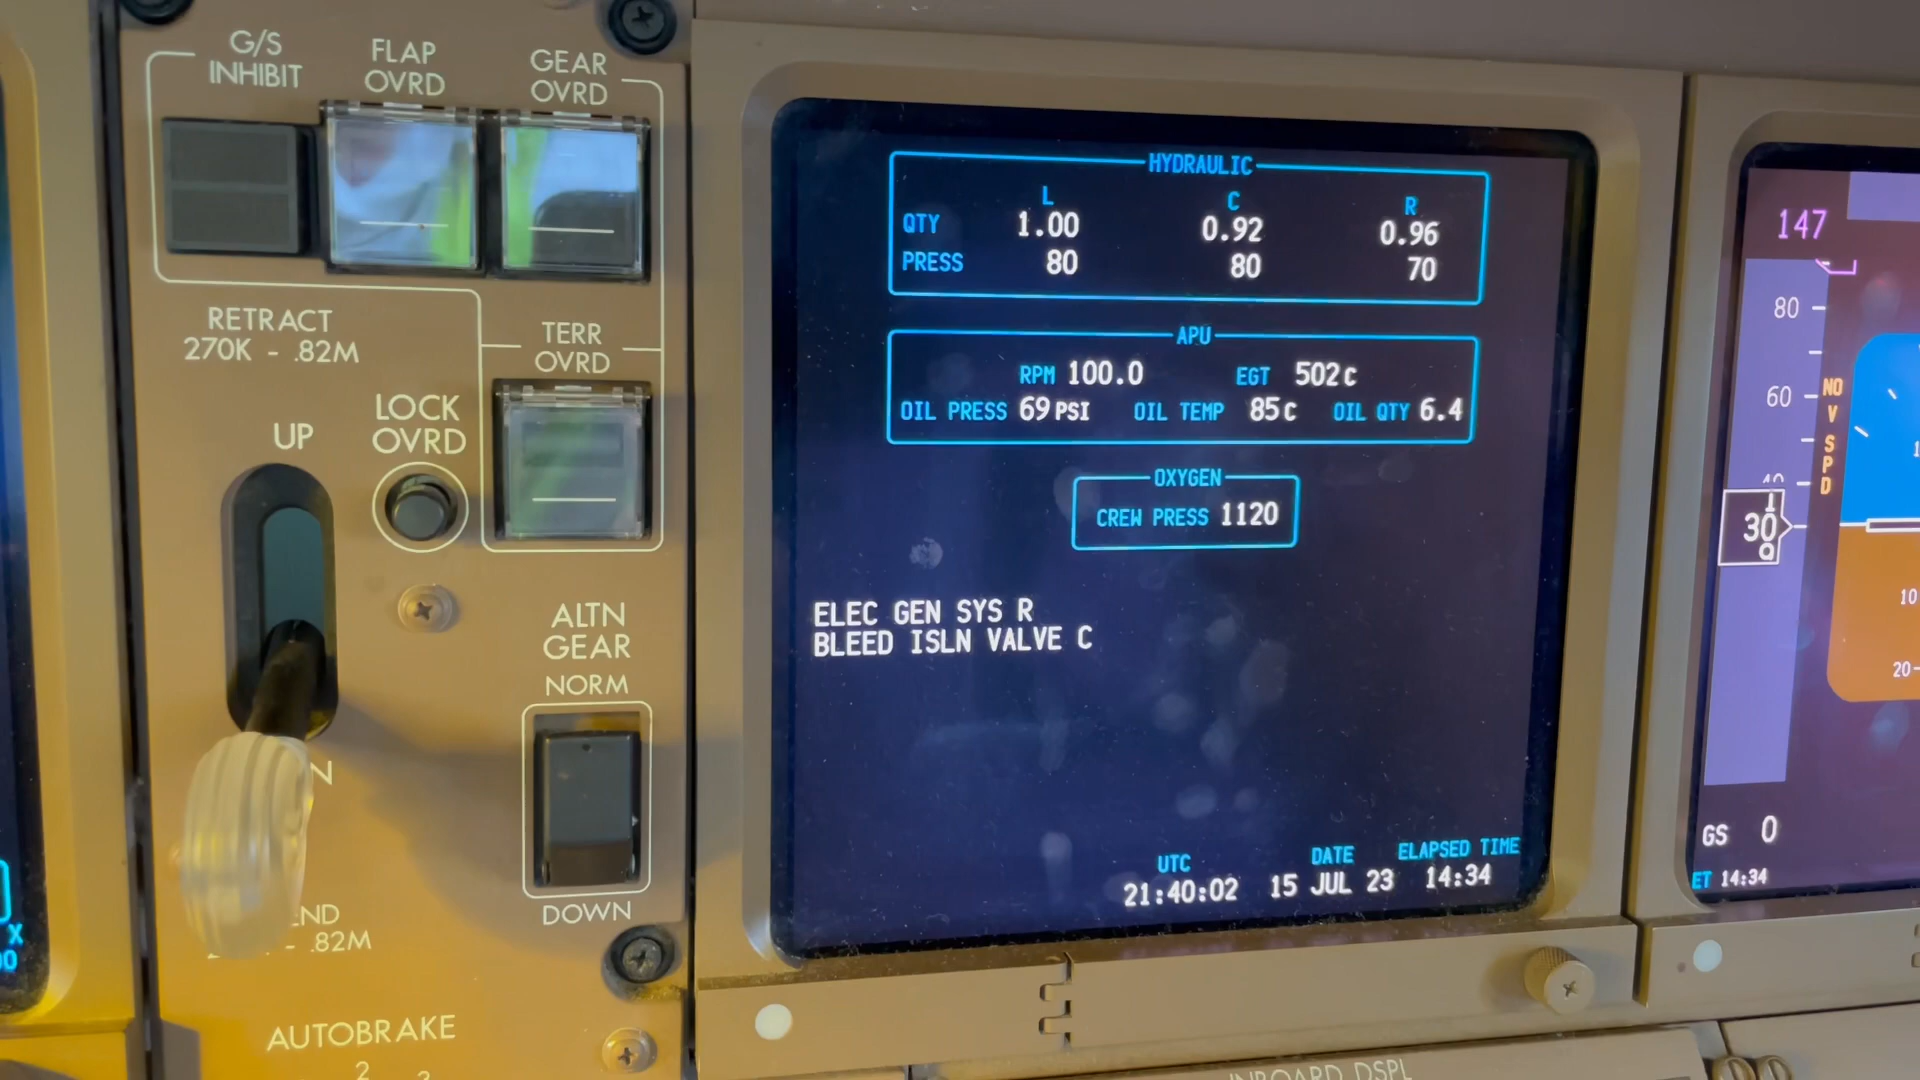 G/S
INHIBIT
FLAP
OVRD
GEAR
OVRD
RETRACT
270K - .82M
TERR
OVRD
LOCK
OVRD
UP
ALTN
GEAR
NORM
DOWN
.82M
AUTOBRAKE
2
HYDRAULIC
L C R
QTY 1.00 0.92 0.96
PRESS 80 80 70
APU
RPM 100.0 EGT 502C
OIL PRESS 69 PSI OIL TEMP 85C OIL QTY 6.4
OXYGEN
CREW PRESS 1120
ELEC GEN SYS R
BLEED ISLN VALVE C
UTC DATE ELAPSED TIME
21:40:02 15 JUL 23 14:34
147
80
60
30
NO
V
S
P
D
10
20
GS 0
ET 14:34
INBOARD DSPL